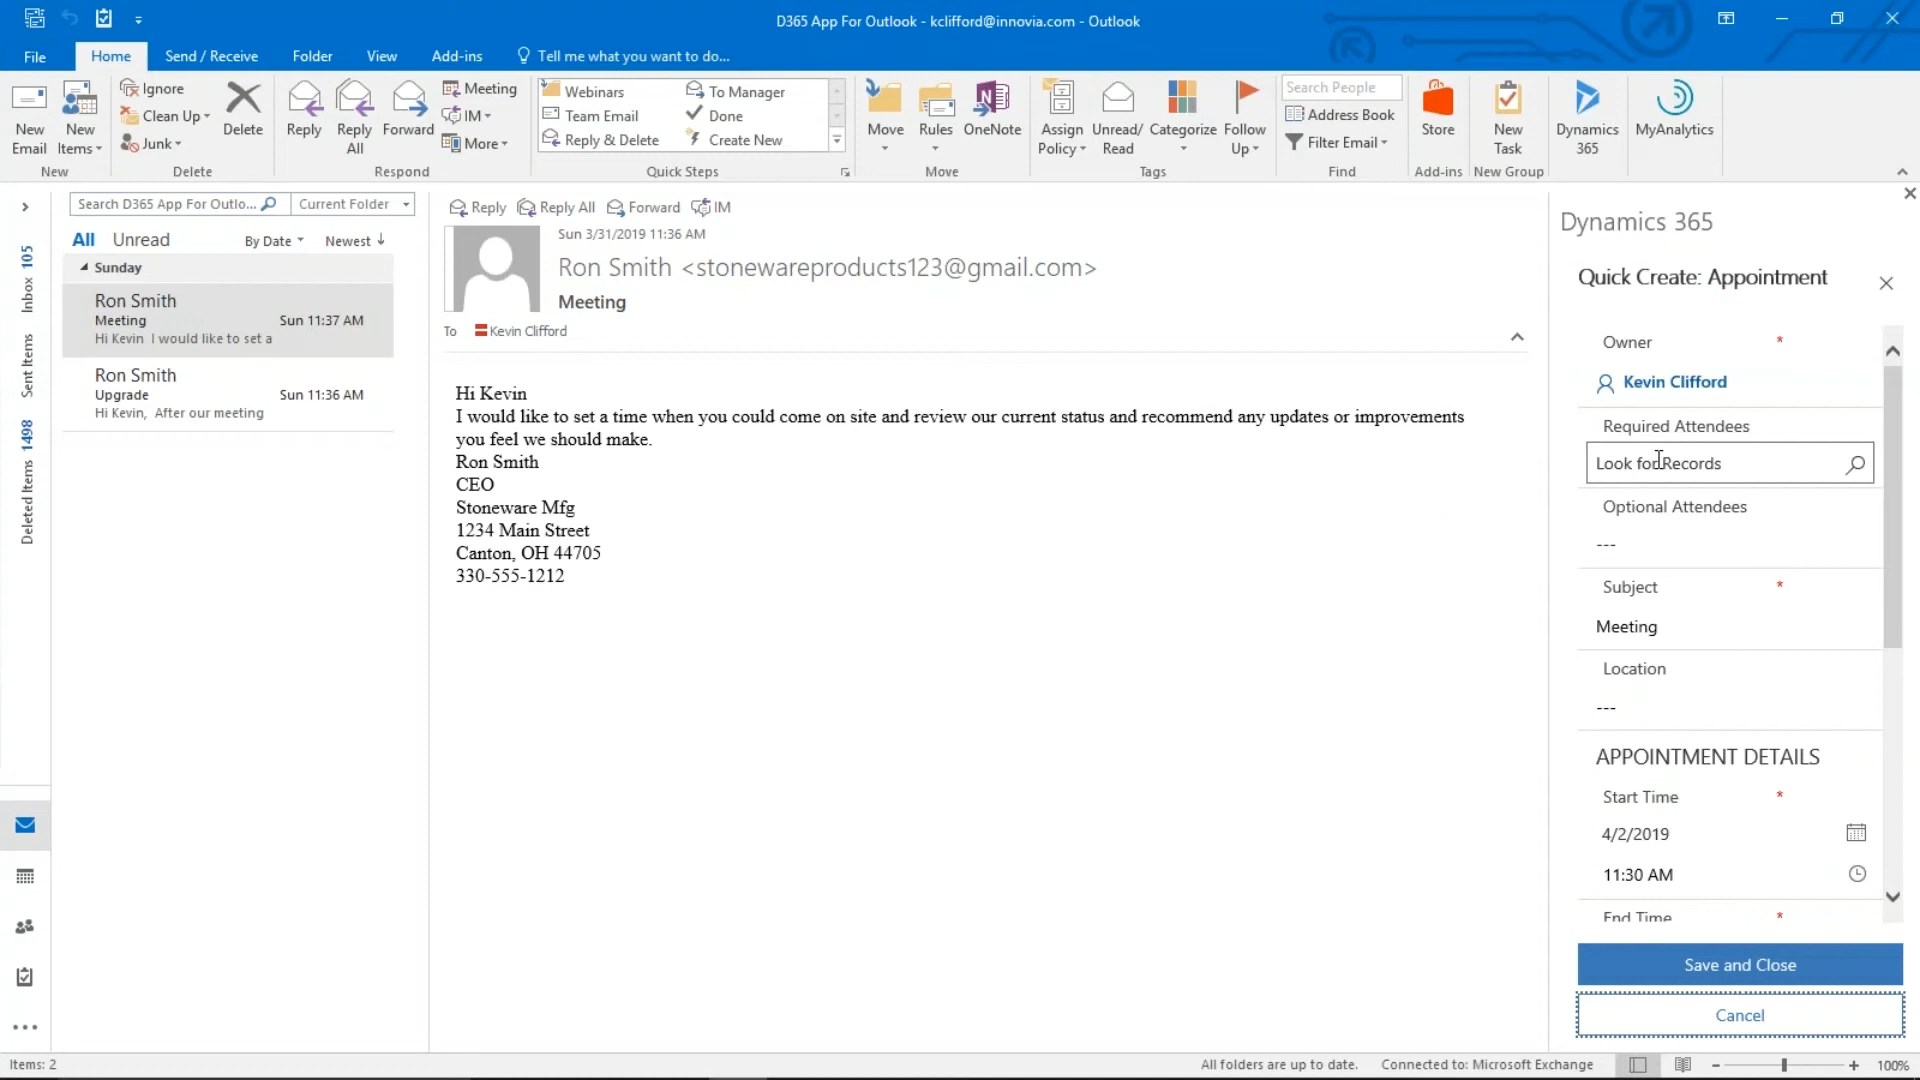 D365 App For Outlook - kclifford@innovia.com - Outlook
File Home Send / Receive Folder View Add-ins Tell me what you want to do...
New Email
New Items
New
Ignore
Clean Up
Junk
Delete
Delete
Reply
Reply All
Forward
Meeting
IM
More
Respond
Webinars
Team Email
Reply & Delete
To Manager
Done
Create New
Quick Steps
Move
Rules
OneNote
Move
Assign Policy
Unread/ Read
Categorize
Follow Up
Tags
Search People
Address Book
Filter Email
Find
Store
Add-ins
New Task
New Group
Dynamics 365
MyAnalytics
Inbox 105
Sent Items
Deleted Items 1498
Search D365 App For Outlo... Current Folder
All Unread By Date Newest
Sunday
Ron Smith
Meeting Sun 11:37 AM
Hi Kevin I would like to set a
Ron Smith
Upgrade Sun 11:36 AM
Hi Kevin, After our meeting
Reply Reply All Forward IM
Sun 3/31/2019 11:36 AM
Ron Smith <stonewareproducts123@gmail.com>
Meeting
To Kevin Clifford
Hi Kevin
I would like to set a time when you could come on site and review our current status and recommend any updates or improvements
you feel we should make.
Ron Smith
CEO
Stoneware Mfg
1234 Main Street
Canton, OH 44705
330-555-1212
Dynamics 365
Quick Create: Appointment
Owner *
Kevin Clifford
Required Attendees
Look for Records
Optional Attendees
---
Subject *
Meeting
Location
---
APPOINTMENT DETAILS
Start Time *
4/2/2019
11:30 AM
End Time *
Save and Close
Cancel
Items: 2 All folders are up to date. Connected to: Microsoft Exchange - + 100%